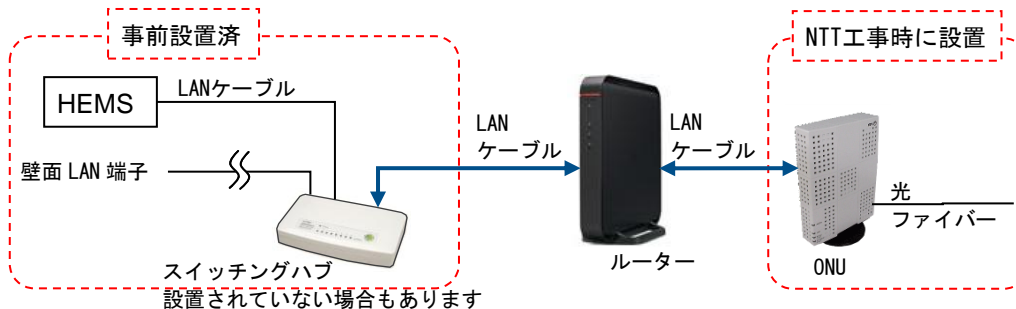 事前設置済
NTT工事時に設置
HEMS
LANケーブル
LAN
ケーブル
LAN
ケーブル
壁面 LAN 端子
光
ファイバー
ルーター
ONU
スイッチングハブ
設置されていない場合もあります